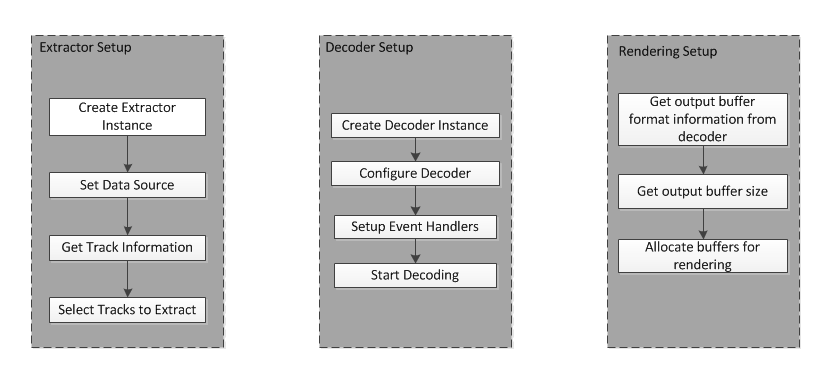 Extractor Setup
Create Extractor
Instance
Set Data Source
Get Track Information
Select Tracks to Extract
Decoder Setup
Create Decoder Instance
Configure Decoder
Setup Event Handlers
Start Decoding
Rendering Setup
Get output buffer
format information from
decoder
Get output buffer size
Allocate buffers for
rendering